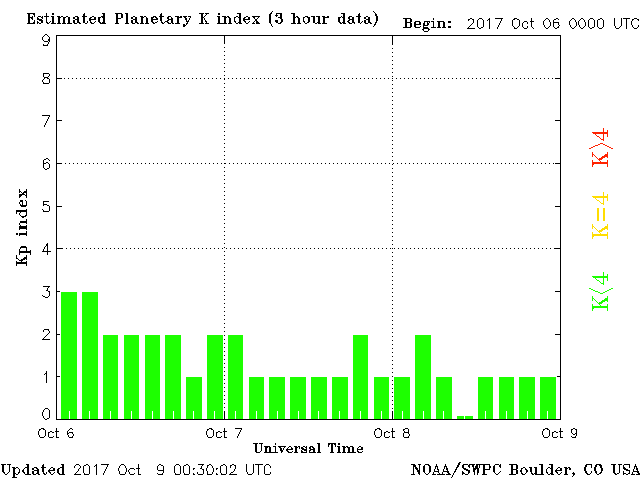 Estimated Planetary K index (3 hour data)
Begin: 2017 Oct 06 0000 UTC
9
8
7
6
5
4
3
2
1
0
Kp index
K>4
K=4
K<4
Oct 6
Oct 7
Oct 8
Oct 9
Universal Time
Updated 2017 Oct 9 00:30:02 UTC
NOAA/SWPC Boulder, CO USA